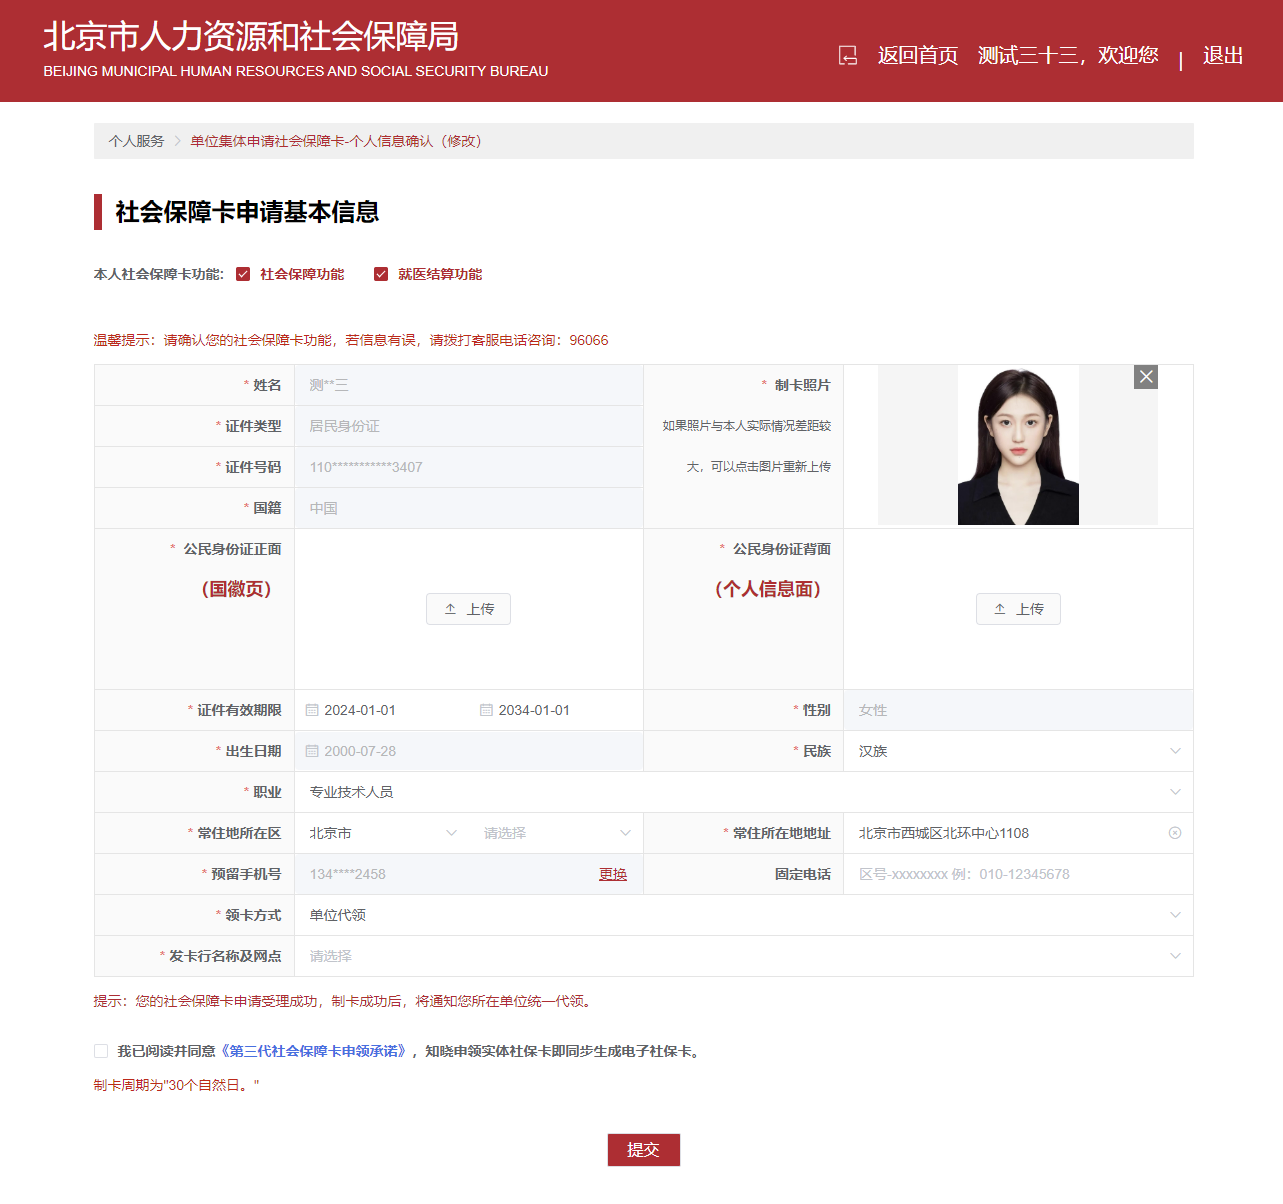 北京市人力资源和社会保障局
BEIJING MUNICIPAL HUMAN RESOURCES AND SOCIAL SECURITY BUREAU
返回首页 测试三十三，欢迎您 | 退出
个人服务 > 单位集体申请社会保障卡-个人信息确认（修改）
社会保障卡申请基本信息
本人社会保障卡功能: 社会保障功能 就医结算功能
温馨提示：请确认您的社会保障卡功能，若信息有误，请拨打客服电话咨询：96066
* 姓名 测**三
* 证件类型 居民身份证
* 证件号码 110***********3407
* 国籍 中国
* 制卡照片
如果照片与本人实际情况差距较
大，可以点击图片重新上传
* 公民身份证正面
（国徽页）
上传
* 公民身份证背面
（个人信息面）
上传
* 证件有效期限 2024-01-01 2034-01-01 * 性别 女性
* 出生日期 2000-07-28 * 民族 汉族
* 职业 专业技术人员
* 常住地所在区 北京市 请选择 * 常住所在地地址 北京市西城区北环中心1108
* 预留手机号 134****2458 更换 固定电话 区号-xxxxxxxx 例：010-12345678
* 领卡方式 单位代领
* 发卡行名称及网点 请选择
提示：您的社会保障卡申请受理成功，制卡成功后，将通知您所在单位统一代领。
我已阅读并同意《第三代社会保障卡申领承诺》，知晓申领实体社保卡即同步生成电子社保卡。
制卡周期为"30个自然日。"
提交